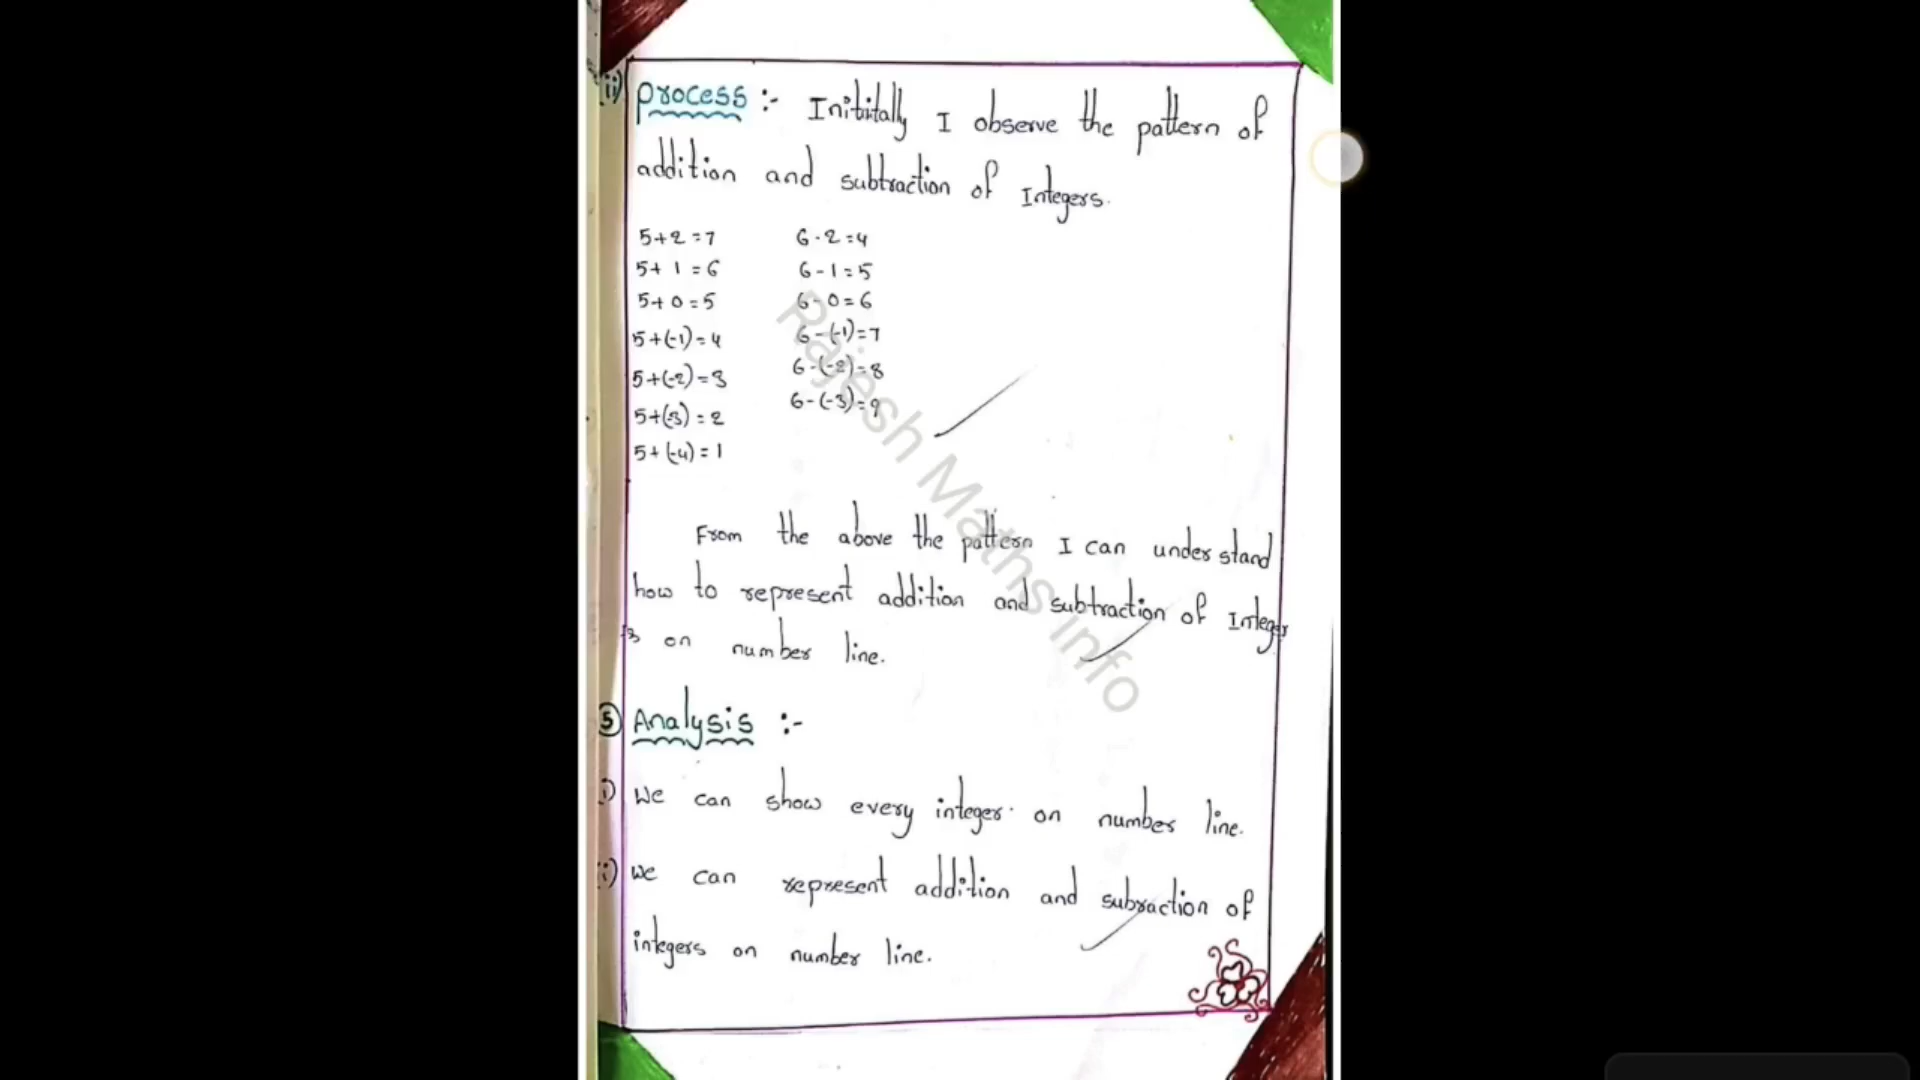 (ii) process :- Inititally I observe the pattern of
addition and subtraction of Integers.
5+2=7 6-2=4
5+1=6 6-1=5
5+0=5 6-0=6
5+(-1)=4 6-(-1)=7
5+(-2)=3 6-(-2)=8
5+(-3)=2 6-(-3)=9
5+(-4)=1
From the above the pattern I can understand
how to represent addition and subtraction of Integer
s on number line.
5 Analysis :-
i) We can show every integer on number line.
ii) we can represent addition and subraction of
integers on number line.
Rajesh Maths info